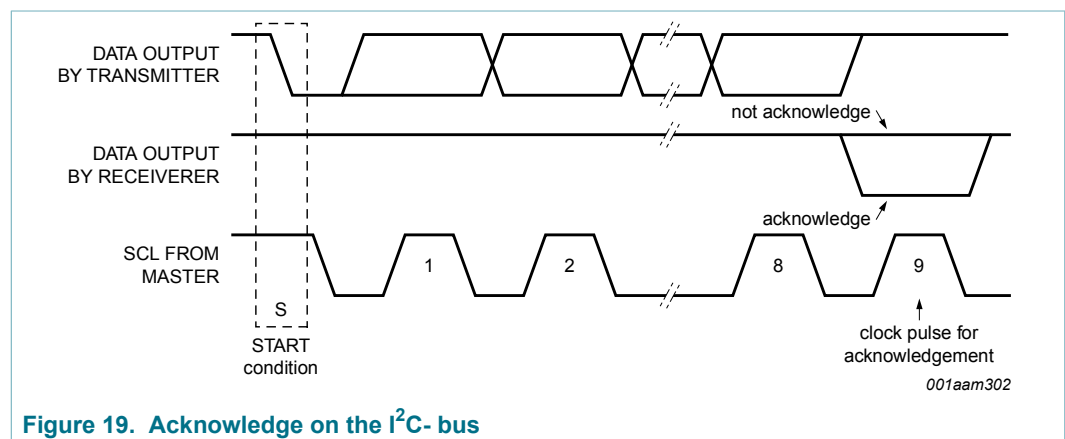 DATA OUTPUT
BY TRANSMITTER
not acknowledge
DATA OUTPUT
BY RECEIVERER
acknowledge
SCL FROM
MASTER
1
2
8
9
S
START
condition
clock pulse for
acknowledgement
001aam302
Figure 19. Acknowledge on the I²C- bus